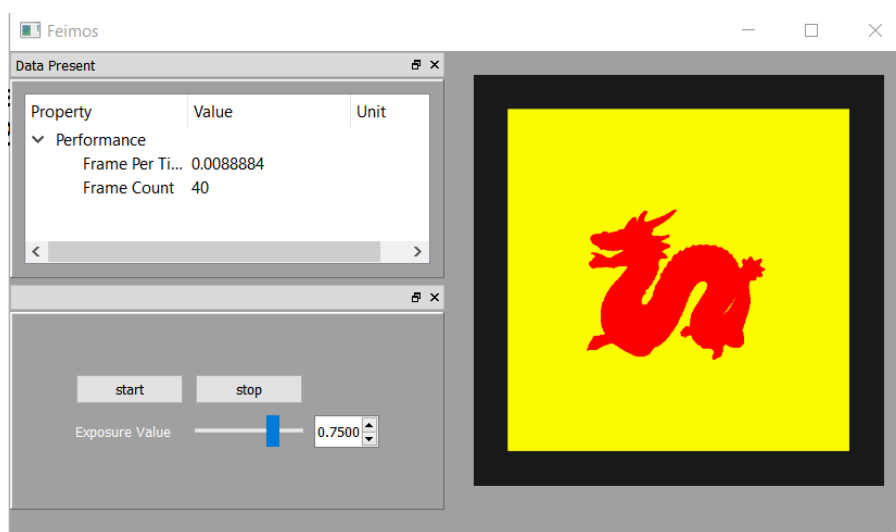 Feimos
Data Present
Property Value Unit
Performance
Frame Per Ti... 0.0088884
Frame Count 40
start stop
Exposure Value 0.7500